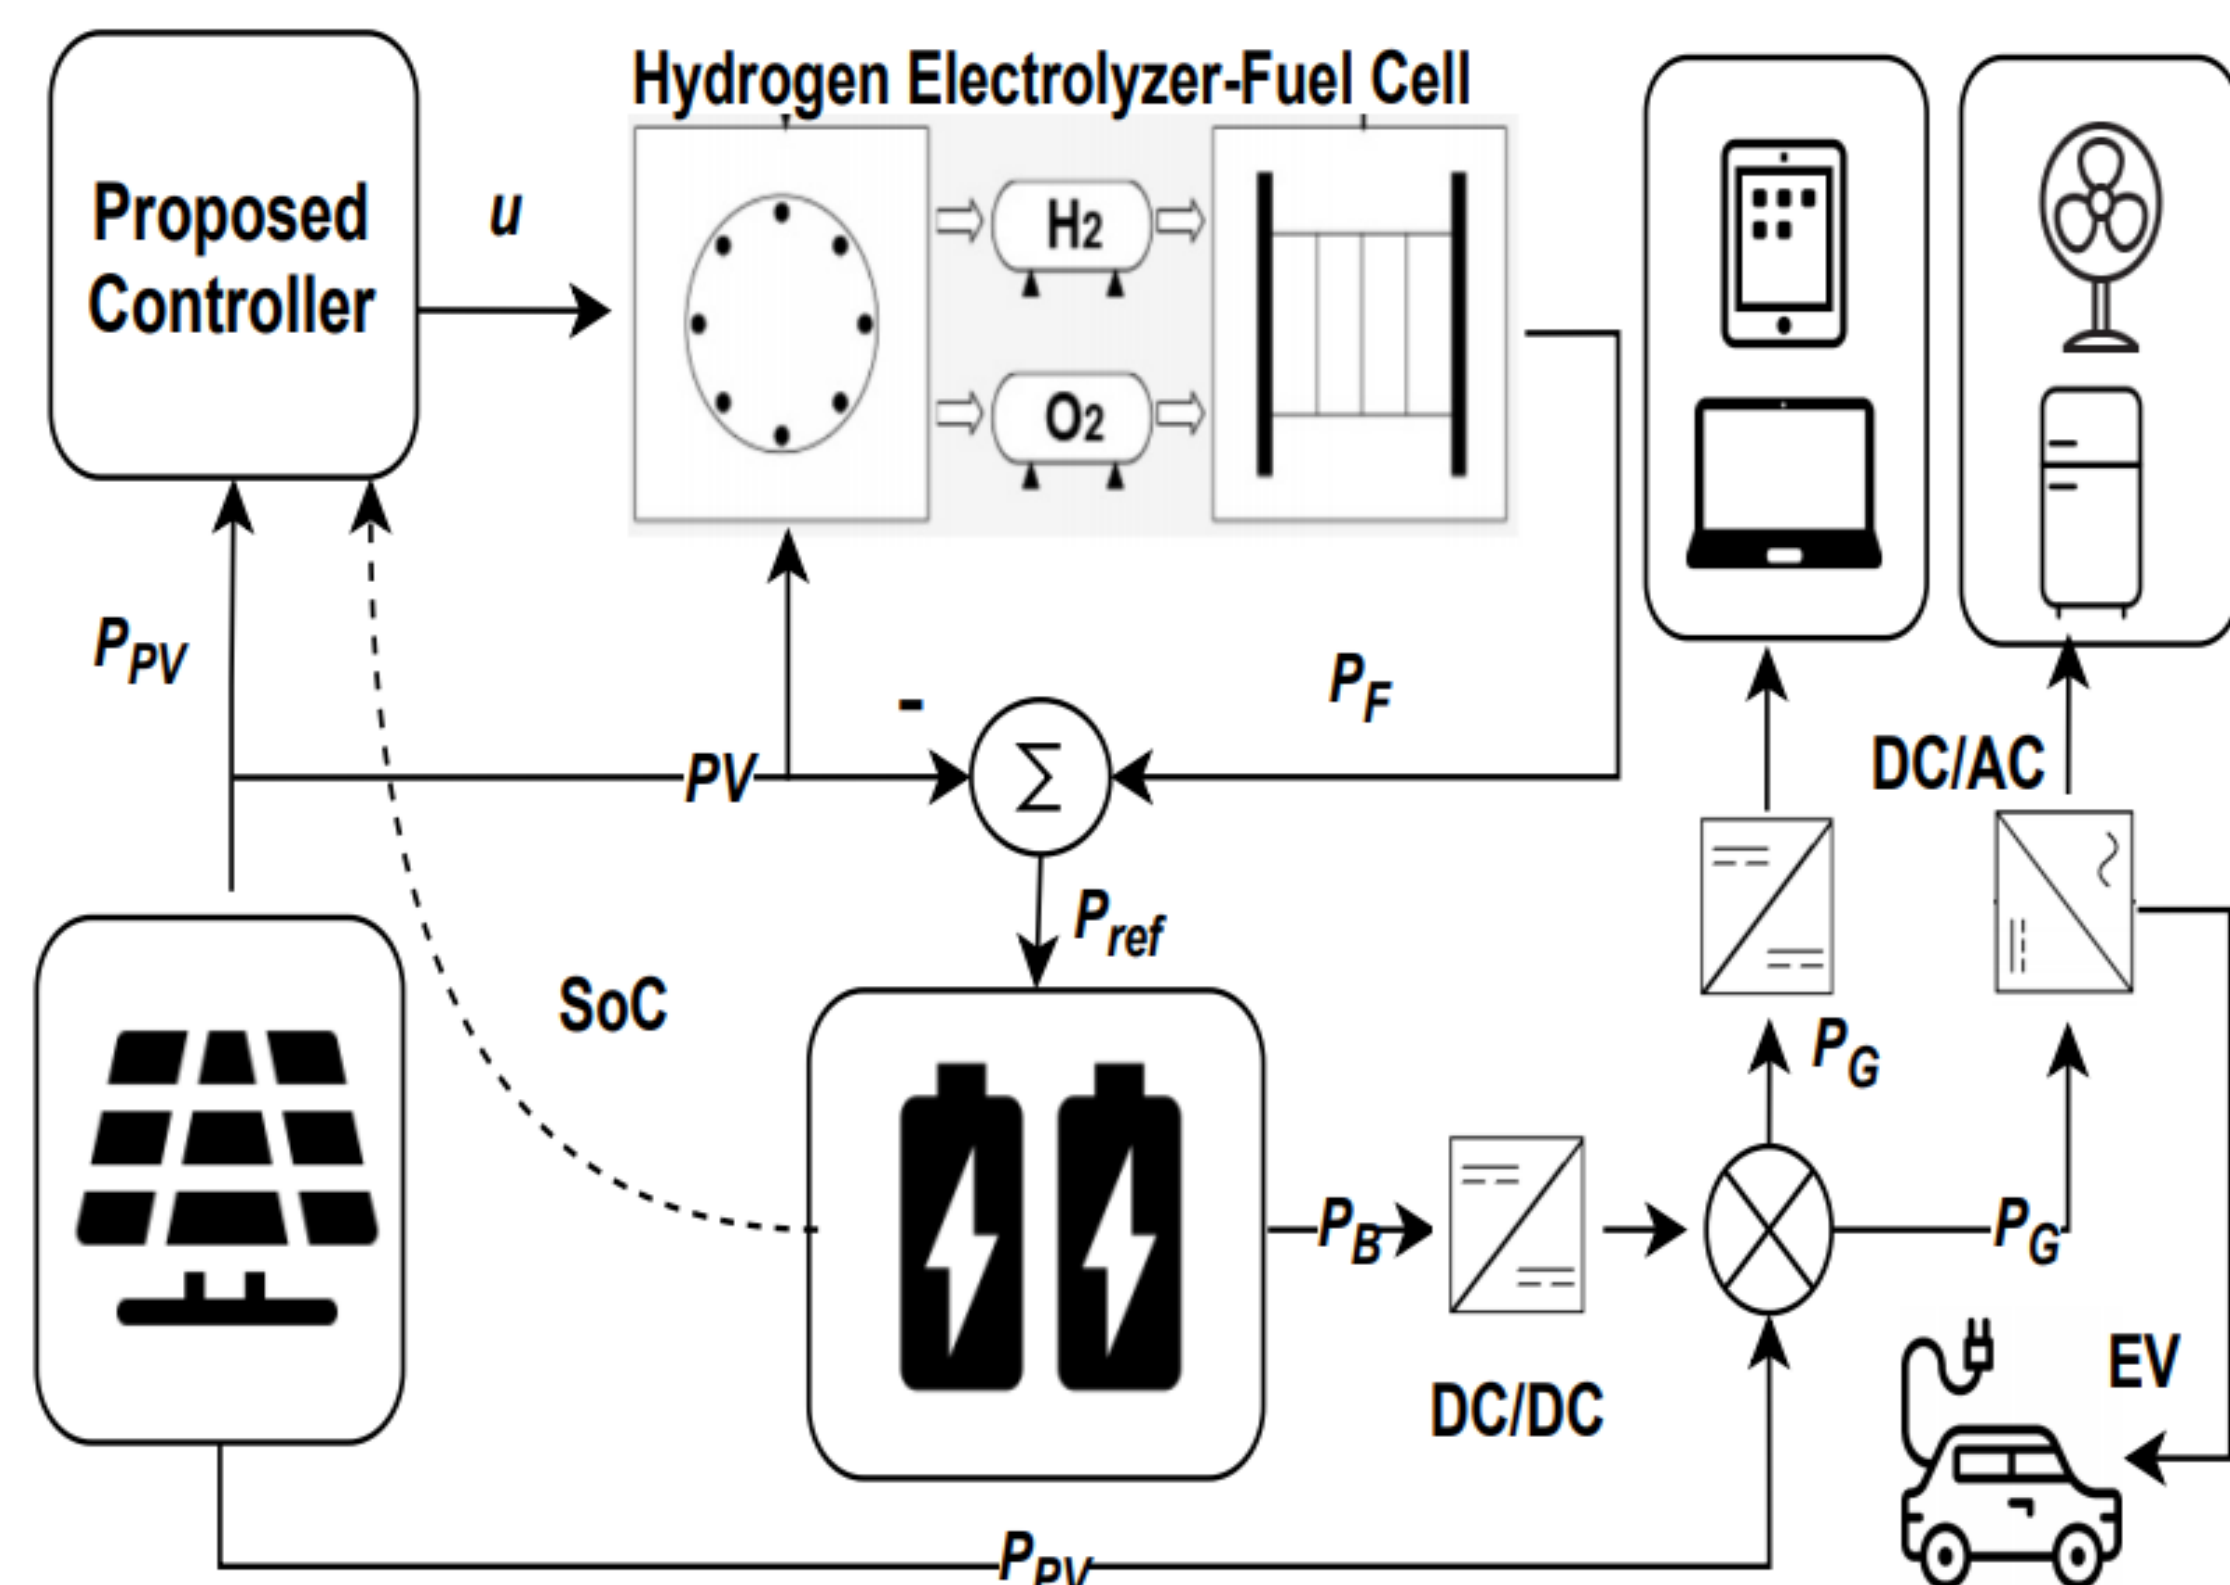 Hydrogen Electrolyzer-Fuel Cell
Proposed
Controller
u
H2
O2
PPV
PV
-
Σ
PF
DC/AC
Pref
SoC
PG
PB
PG
DC/DC
EV
PPV